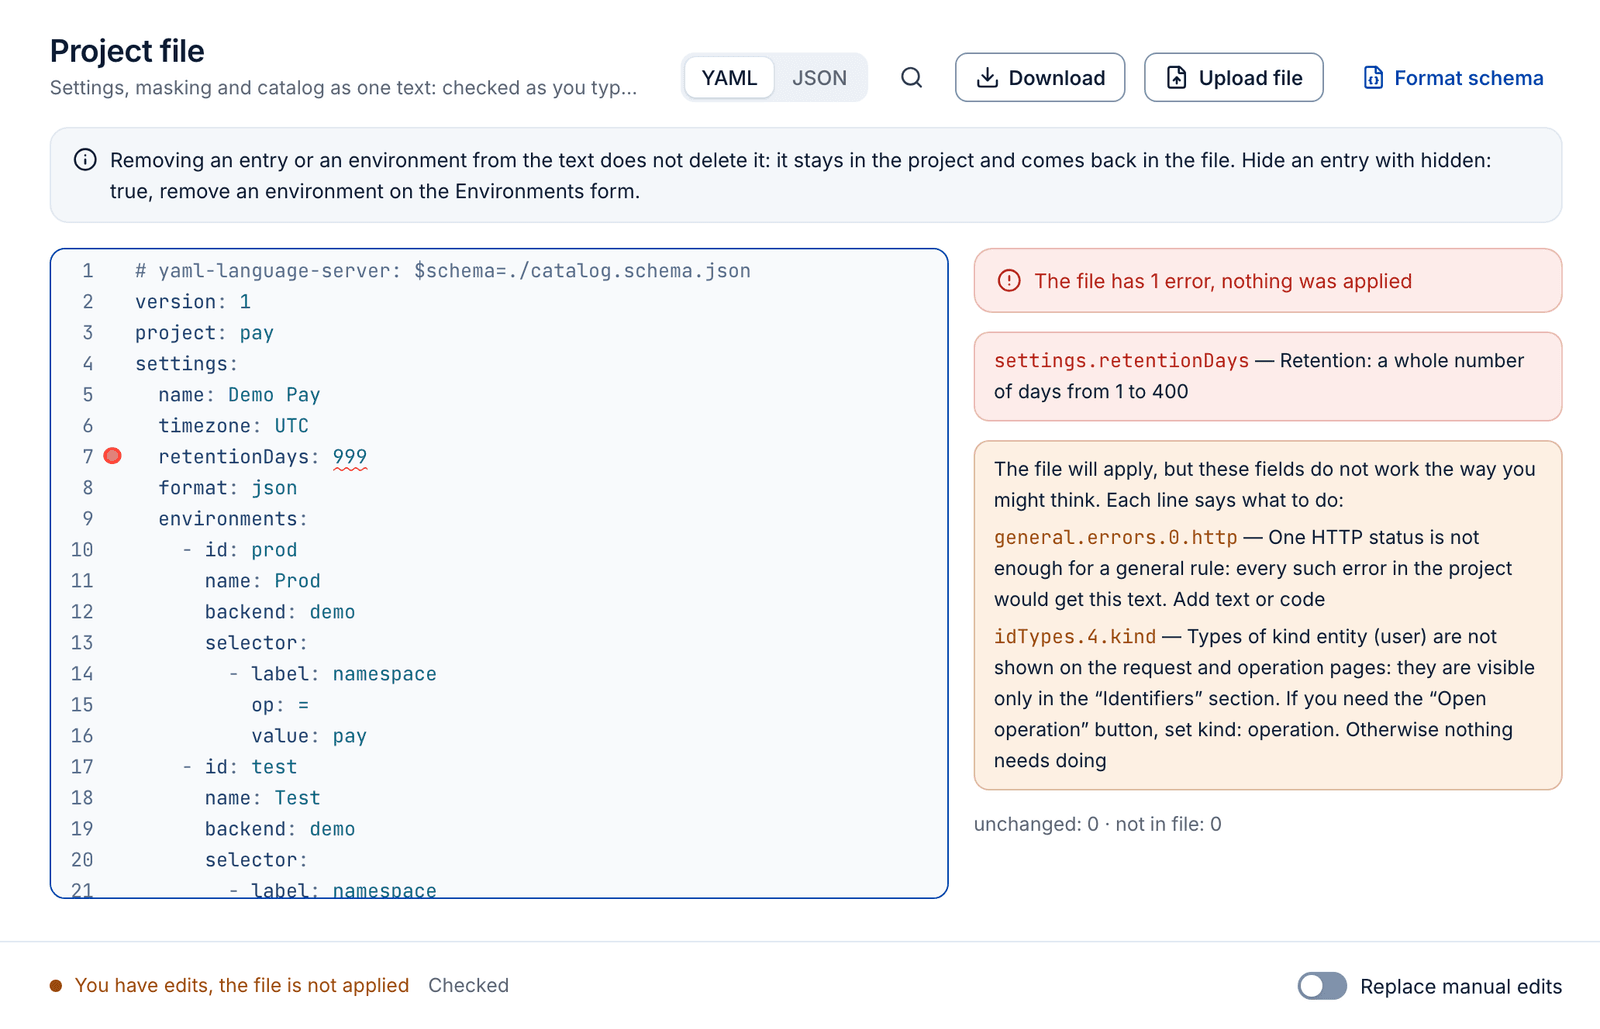 Project file
Settings, masking and catalog as one text: checked as you typ...
YAML
JSON
Download
Upload file
Format schema
Removing an entry or an environment from the text does not delete it: it stays in the project and comes back in the file. Hide an entry with hidden:
true, remove an environment on the Environments form.
1 # yaml-language-server: $schema=./catalog.schema.json
2 version: 1
3 project: pay
4 settings:
5 name: Demo Pay
6 timezone: UTC
7 retentionDays: 999
8 format: json
9 environments:
10 - id: prod
11 name: Prod
12 backend: demo
13 selector:
14 - label: namespace
15 op: =
16 value: pay
17 - id: test
18 name: Test
19 backend: demo
20 selector:
21 - label: namespace
The file has 1 error, nothing was applied
settings.retentionDays — Retention: a whole number
of days from 1 to 400
The file will apply, but these fields do not work the way you
might think. Each line says what to do:
general.errors.0.http — One HTTP status is not
enough for a general rule: every such error in the project
would get this text. Add text or code
idTypes.4.kind — Types of kind entity (user) are not
shown on the request and operation pages: they are visible
only in the “Identifiers” section. If you need the “Open
operation” button, set kind: operation. Otherwise nothing
needs doing
unchanged: 0 · not in file: 0
You have edits, the file is not applied
Checked
Replace manual edits